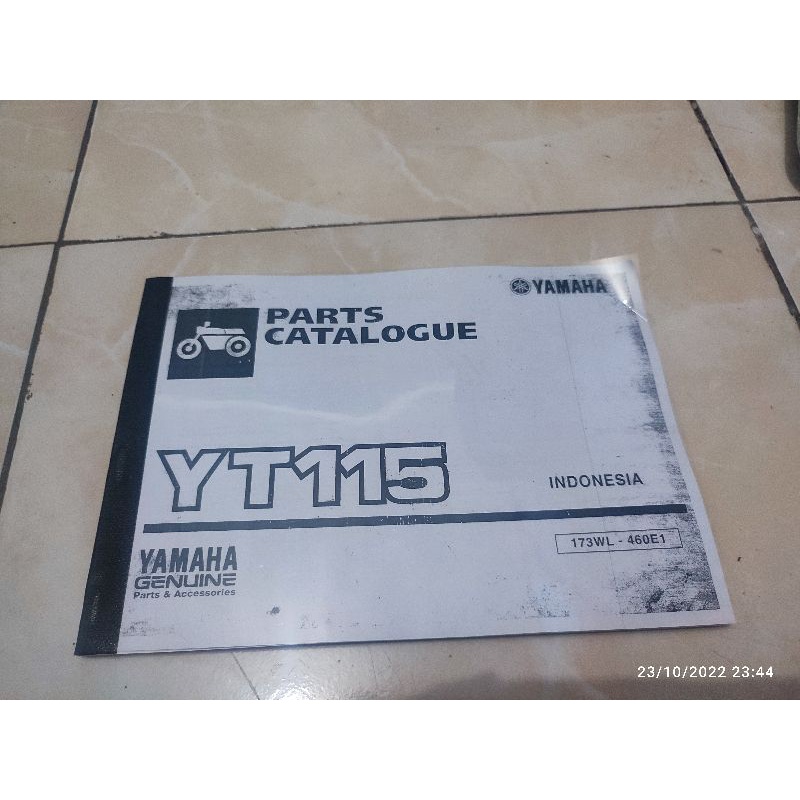 YAMAHA
PARTS
CATALOGUE
YT115
INDONESIA
173WL - 460E1
YAMAHA
GENUINE
Parts & Accessories
23/10/2022 23:44